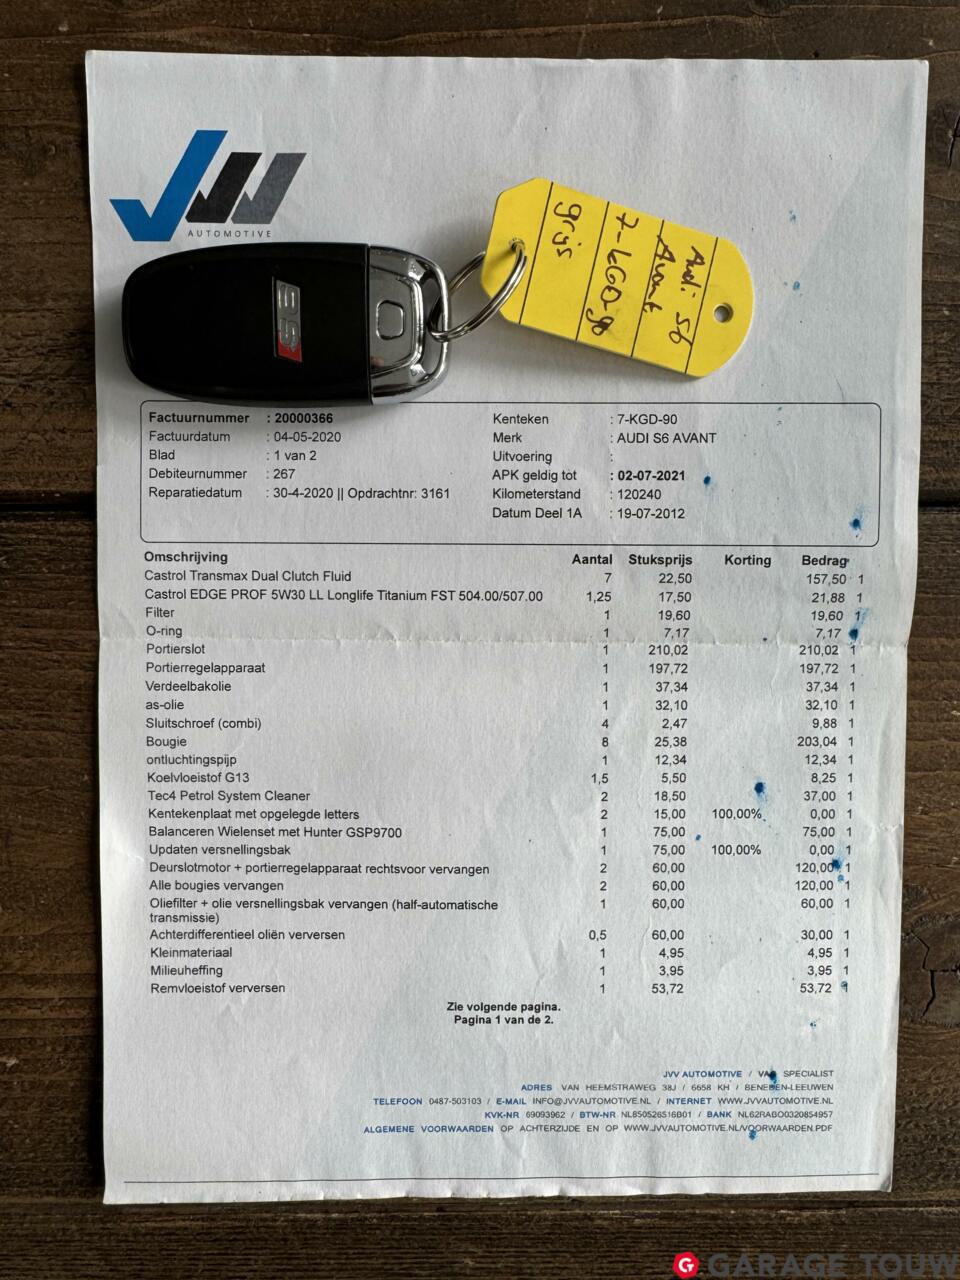 JVV
AUTOMOTIVE
S6
Audi S6
Avant
7-KGD-90
grijs
Factuurnummer : 20000366
Factuurdatum : 04-05-2020
Blad : 1 van 2
Debiteurnummer : 267
Reparatiedatum : 30-4-2020 || Opdrachtnr: 3161
Kenteken : 7-KGD-90
Merk : AUDI S6 AVANT
Uitvoering :
APK geldig tot : 02-07-2021
Kilometerstand : 120240
Datum Deel 1A : 19-07-2012
Omschrijving Aantal Stuksprijs Korting Bedrag
Castrol Transmax Dual Clutch Fluid 7 22,50 157,50 1
Castrol EDGE PROF 5W30 LL Longlife Titanium FST 504.00/507.00 1,25 17,50 21,88 1
Filter 1 19,60 19,60 1
O-ring 1 7,17 7,17
Portierslot 1 210,02 210,02 1
Portierregelapparaat 1 197,72 197,72 1
Verdeelbakolie 1 37,34 37,34 1
as-olie 1 32,10 32,10 1
Sluitschroef (combi) 4 2,47 9,88 1
Bougie 8 25,38 203,04 1
ontluchtingspijp 1 12,34 12,34 1
Koelvloeistof G13 1,5 5,50 8,25 1
Tec4 Petrol System Cleaner 2 18,50 37,00 1
Kentekenplaat met opgelegde letters 2 15,00 100,00% 0,00 1
Balanceren Wielenset met Hunter GSP9700 1 75,00 75,00 1
Updaten versnellingsbak 1 75,00 100,00% 0,00 1
Deurslotmotor + portierregelapparaat rechtsvoor vervangen 2 60,00 120,00 1
Alle bougies vervangen 2 60,00 120,00 1
Oliefilter + olie versnellingsbak vervangen (half-automatische 1 60,00 60,00 1
transmissie)
Achterdifferentieel oliën verversen 0,5 60,00 30,00 1
Kleinmateriaal 1 4,95 4,95 1
Milieuheffing 1 3,95 3,95 1
Remvloeistof verversen 1 53,72 53,72 1
Zie volgende pagina.
Pagina 1 van de 2.
JVV AUTOMOTIVE / VAG SPECIALIST
ADRES VAN HEEMSTRAWEG 38J / 6658 KH / BENEDEN-LEEUWEN
TELEFOON 0487-503103 / E-MAIL INFO@JVVAUTOMOTIVE.NL / INTERNET WWW.JVVAUTOMOTIVE.NL
KVK-NR 69093962 / BTW-NR NL850526516B01 / BANK NL62RABO0320854957
ALGEMENE VOORWAARDEN OP ACHTERZIJDE EN OP WWW.JVVAUTOMOTIVE.NL/VOORWAARDEN.PDF
GARAGE TOUW